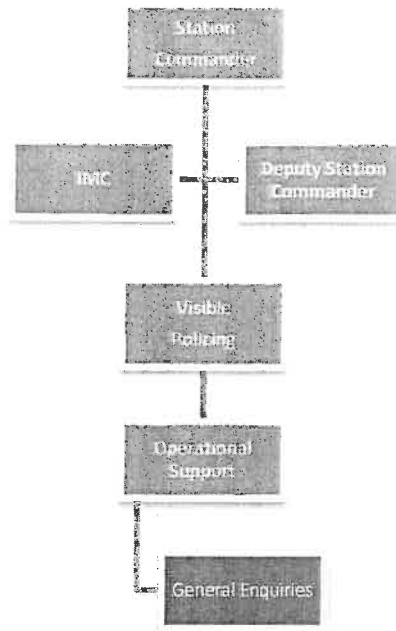 Station
Commander
IMC
Deputy Station
Commander
Visible
Policing
Operational
Support
General Enquiries